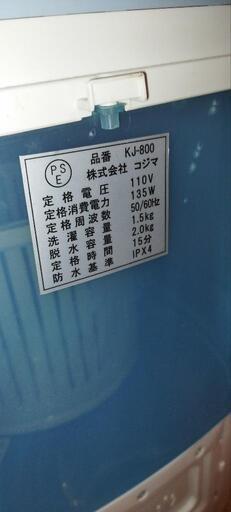 PS
E
品番 KJ-800
株式会社 コジマ
定格電圧 110V
定格消費電力 135W
定格周波数 50/60Hz
洗濯容量 1.5kg
脱水容量 2.0kg
定格時間 15分
防水基準 IPX4